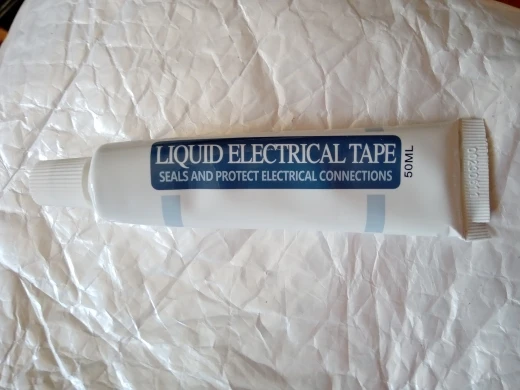 LIQUID ELECTRICAL TAPE
SEALS AND PROTECT ELECTRICAL CONNECTIONS
50ML